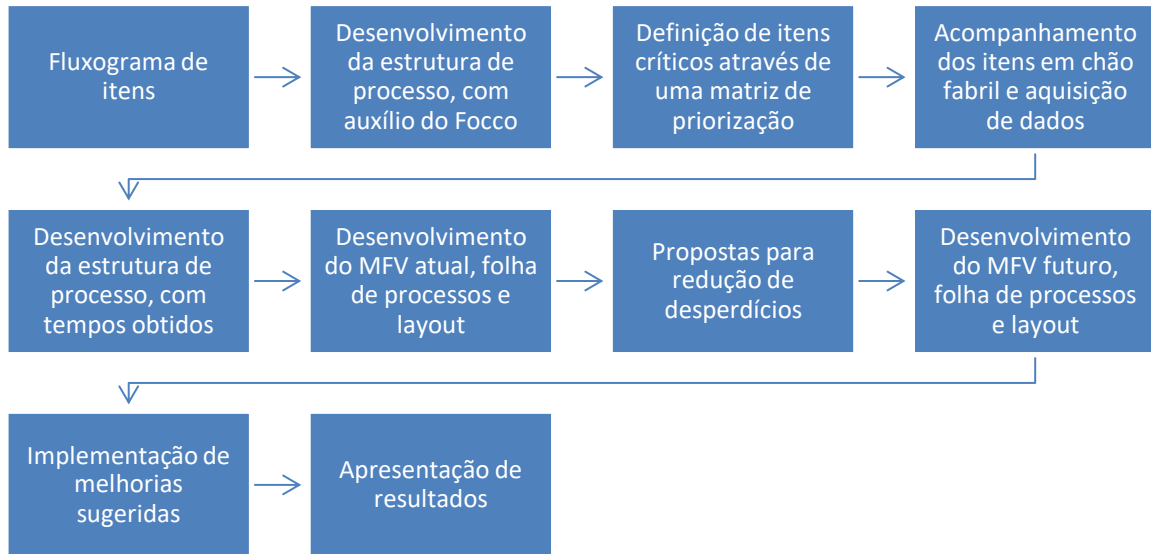 Fluxograma de
itens
Desenvolvimento
da estrutura de
processo, com
auxílio do Focco
Definição de itens
críticos através de
uma matriz de
priorização
Acompanhamento
dos itens em chão
fabril e aquisição
de dados
Desenvolvimento
da estrutura de
processo, com
tempos obtidos
Desenvolvimento
do MFV atual, folha
de processos e
layout
Propostas para
redução de
desperdícios
Desenvolvimento
do MFV futuro,
folha de processos
e layout
Implementação de
melhorias
sugeridas
Apresentação de
resultados